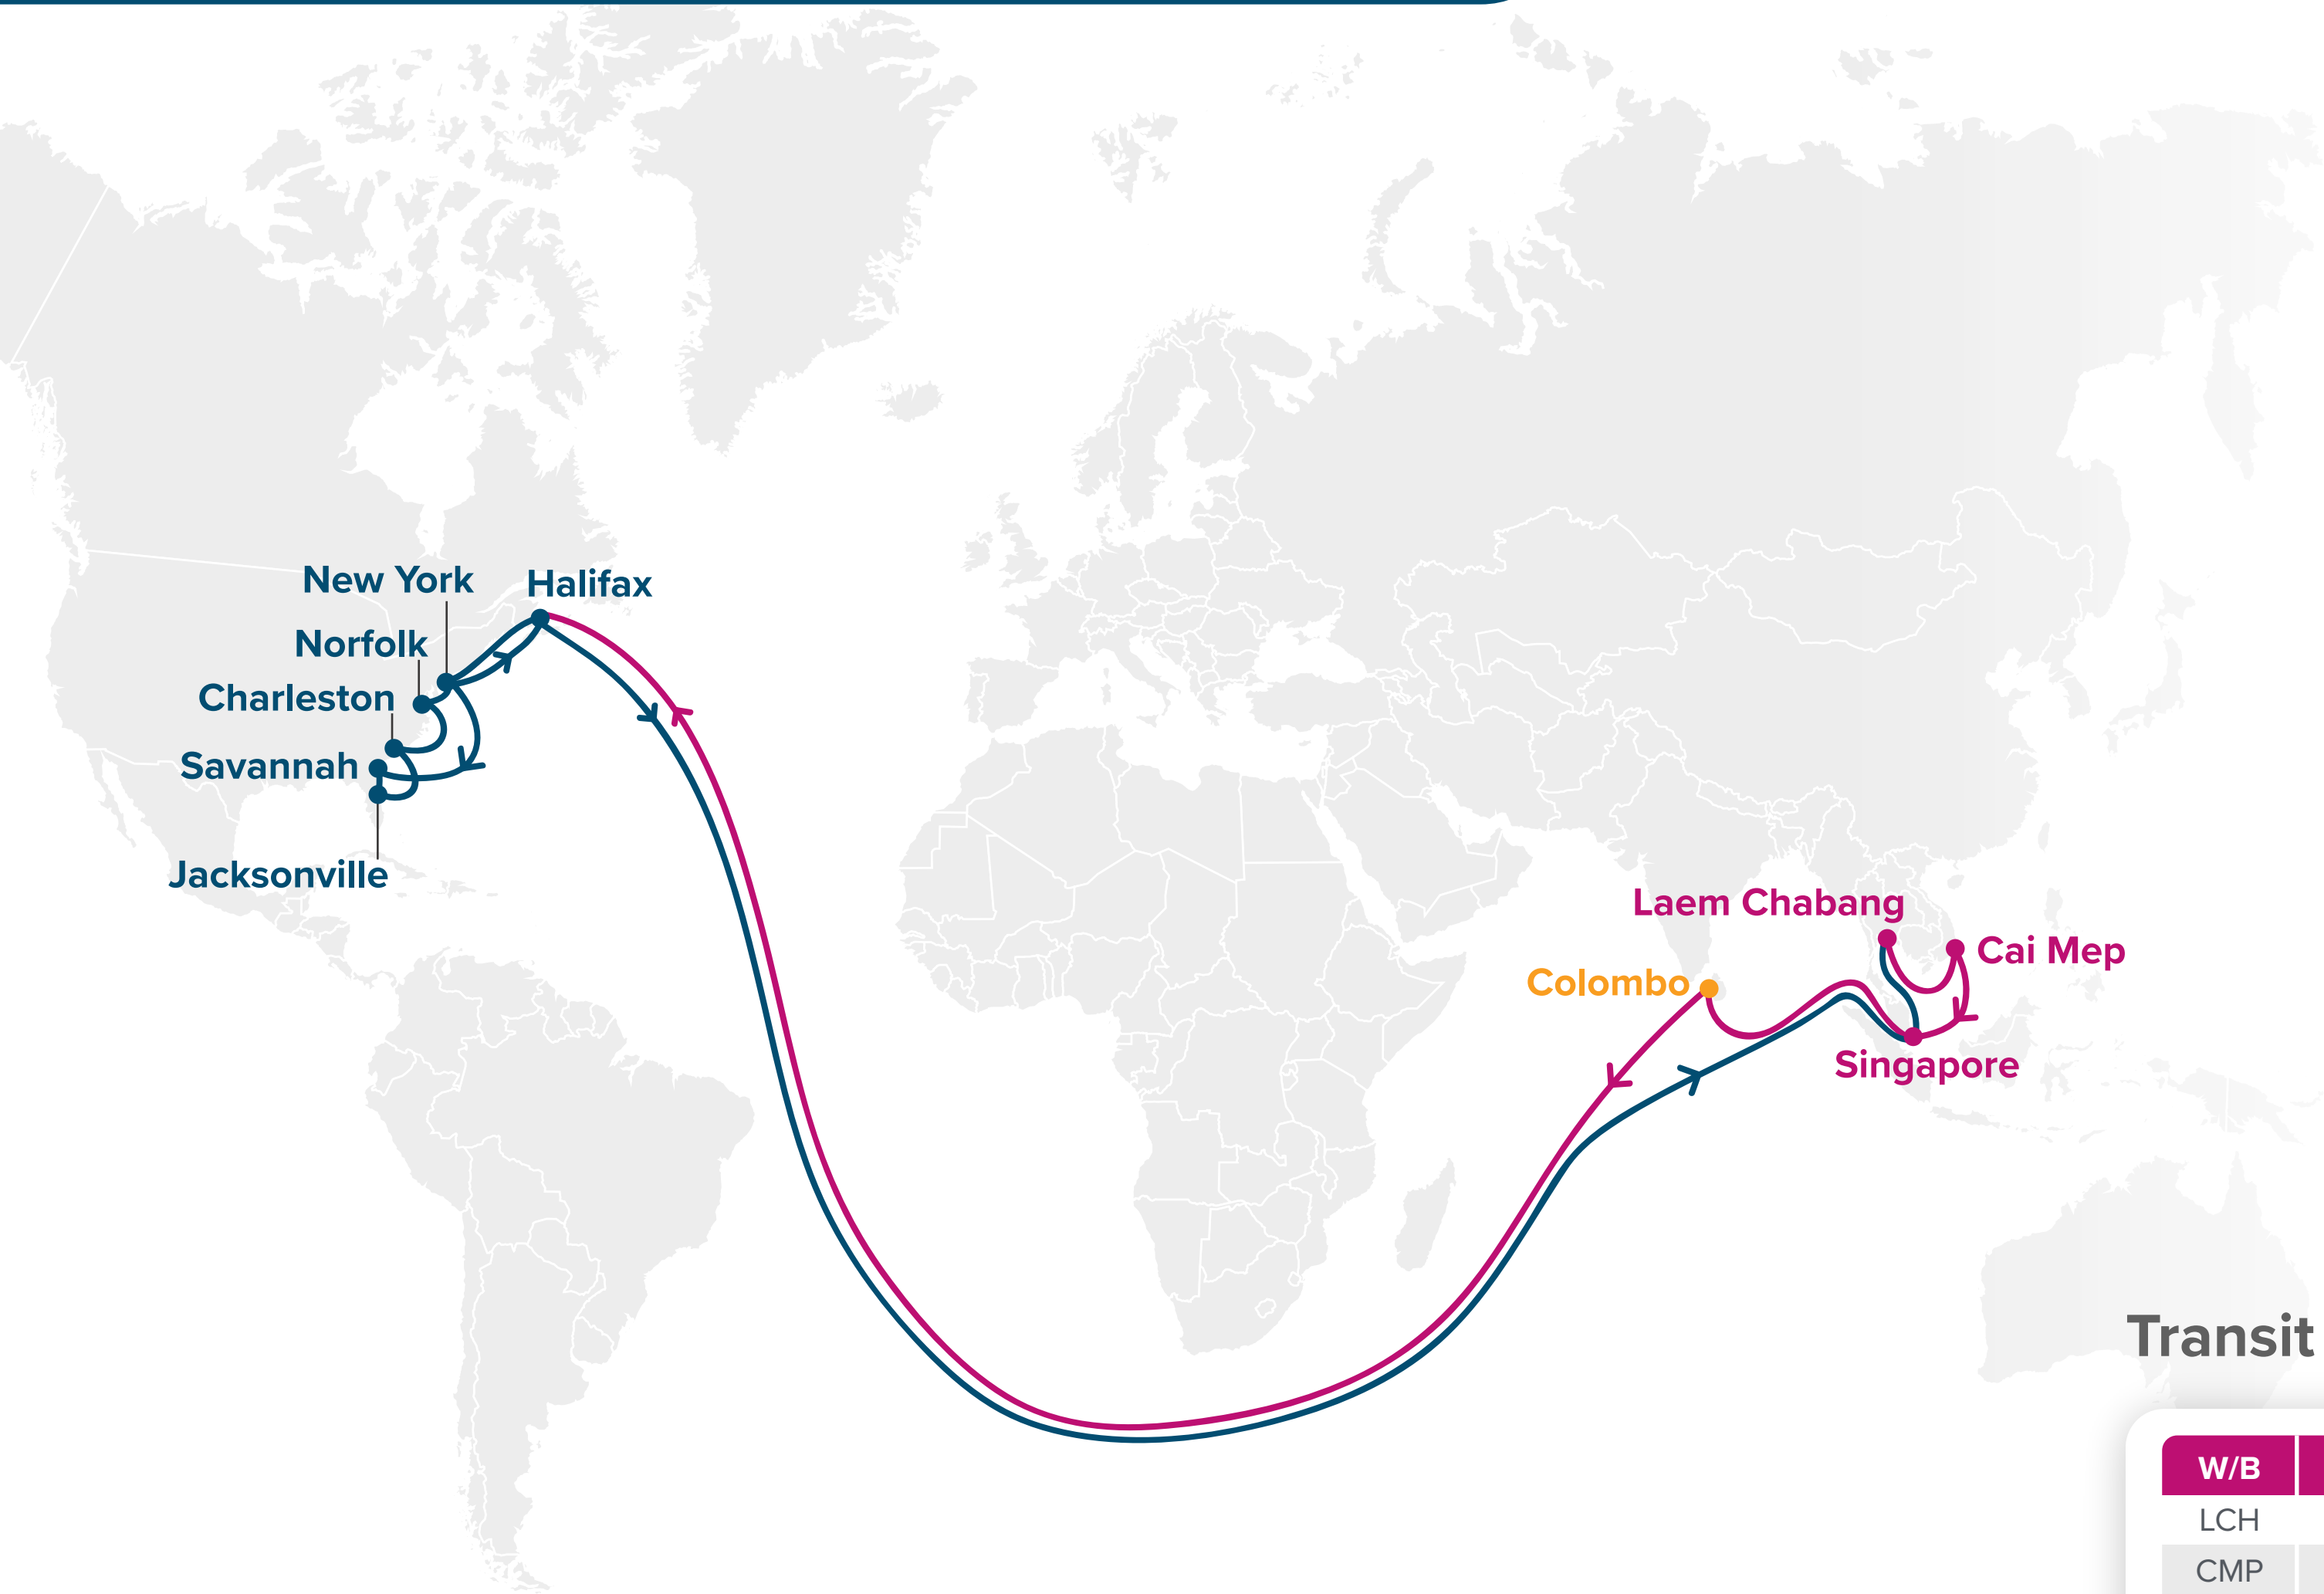 New York
Halifax
Norfolk
Charleston
Savannah
Jacksonville
Laem Chabang
Cai Mep
Colombo
Singapore
Transit
W/B
LCH
CMP